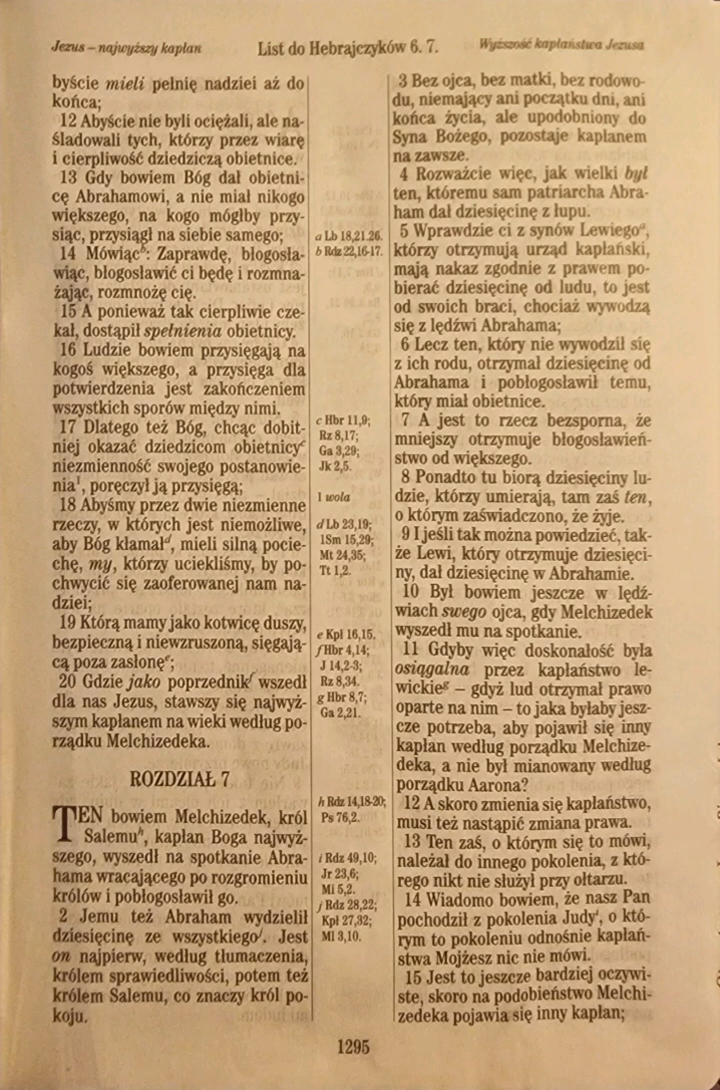 Jezus – najwyższy kapłan
List do Hebrajczyków 6. 7.
Wyższość kapłaństwa Jezusa
byście mieli pełnię nadziei aż do
końca;
12 Abyście nie byli ociężali, ale na-
śladowali tych, którzy przez wiarę
i cierpliwość dziedziczą obietnice.
13 Gdy bowiem Bóg dał obietni-
cę Abrahamowi, a nie miał nikogo
większego, na kogo mógłby przy-
siąc, przysiągł na siebie samego;
14 Mówiącᵇ: Zaprawdę, błogosła-
wiąc, błogosławić ci będę i rozmna-
żając, rozmnożę cię.
15 A ponieważ tak cierpliwie cze-
kał, dostąpił spełnienia obietnicy.
16 Ludzie bowiem przysięgają na
kogoś większego, a przysięga dla
potwierdzenia jest zakończeniem
wszystkich sporów między nimi.
17 Dlatego też Bóg, chcąc dobit-
niej okazać dziedzicom obietnicyᶜ
niezmienność swojego postanowie-
nia¹, poręczył ją przysięgą;
18 Abyśmy przez dwie niezmienne
rzeczy, w których jest niemożliwe,
aby Bóg kłamałᵈ, mieli silną pocie-
chę, my, którzy uciekliśmy, by po-
chwycić się zaoferowanej nam na-
dziei;
19 Którą mamy jako kotwicę duszy,
bezpieczną i niewzruszoną, sięgają-
cą poza zasłonęᵉ;
20 Gdzie jako poprzednikᶠ wszedł
dla nas Jezus, stawszy się najwyż-
szym kapłanem na wieki według po-
rządku Melchizedeka.
ROZDZIAŁ 7
TEN bowiem Melchizedek, król
Salemuʰ, kapłan Boga najwyż-
szego, wyszedł na spotkanie Abra-
hama wracającego po rozgromieniu
królów i pobłogosławił go.
2 Jemu też Abraham wydzielił
dziesięcinę ze wszystkiegoʲ. Jest
on najpierw, według tłumaczenia,
królem sprawiedliwości, potem też
królem Salemu, co znaczy król po-
koju.
a Lb 18,21.26.
b Rdz 22,16-17.
c Hbr 11,9;
Rz 8,17;
Ga 3,29;
Jk 2,5.
1 wola
d Lb 23,19;
1Sm 15,29;
Mt 24,35;
Tt 1,2.
e Kpł 16,15.
f Hbr 4,14;
J 14,2-3;
Rz 8,34.
g Hbr 8,7;
Ga 2,21.
h Rdz 14,18-20;
Ps 76,2.
i Rdz 49,10;
Jr 23,6;
Mi 5,2.
j Rdz 28,22;
Kpł 27,32;
Ml 3,10.
3 Bez ojca, bez matki, bez rodowo-
du, niemający ani początku dni, ani
końca życia, ale upodobniony do
Syna Bożego, pozostaje kapłanem
na zawsze.
4 Rozważcie więc, jak wielki był
ten, któremu sam patriarcha Abra-
ham dał dziesięcinę z łupu.
5 Wprawdzie ci z synów Lewiegoᵃ,
którzy otrzymują urząd kapłański,
mają nakaz zgodnie z prawem po-
bierać dziesięcinę od ludu, to jest
od swoich braci, chociaż wywodzą
się z lędźwi Abrahama;
6 Lecz ten, który nie wywodził się
z ich rodu, otrzymał dziesięcinę od
Abrahama i pobłogosławił temu,
który miał obietnice.
7 A jest to rzecz bezsporna, że
mniejszy otrzymuje błogosławień-
stwo od większego.
8 Ponadto tu biorą dziesięciny lu-
dzie, którzy umierają, tam zaś ten,
o którym zaświadczono, że żyje.
9 I jeśli tak można powiedzieć, tak-
że Lewi, który otrzymuje dziesięci-
ny, dał dziesięcinę w Abrahamie.
10 Był bowiem jeszcze w lędź-
wiach swego ojca, gdy Melchizedek
wyszedł mu na spotkanie.
11 Gdyby więc doskonałość była
osiągalna przez kapłaństwo le-
wickieᵍ – gdyż lud otrzymał prawo
oparte na nim – to jaka byłaby jesz-
cze potrzeba, aby pojawił się inny
kapłan według porządku Melchize-
deka, a nie był mianowany według
porządku Aarona?
12 A skoro zmienia się kapłaństwo,
musi też nastąpić zmiana prawa.
13 Ten zaś, o którym się to mówi,
należał do innego pokolenia, z któ-
rego nikt nie służył przy ołtarzu.
14 Wiadomo bowiem, że nasz Pan
pochodził z pokolenia Judyⁱ, o któ-
rym to pokoleniu odnośnie kapłań-
stwa Mojżesz nic nie mówi.
15 Jest to jeszcze bardziej oczywi-
ste, skoro na podobieństwo Melchi-
zedeka pojawia się inny kapłan;
1295